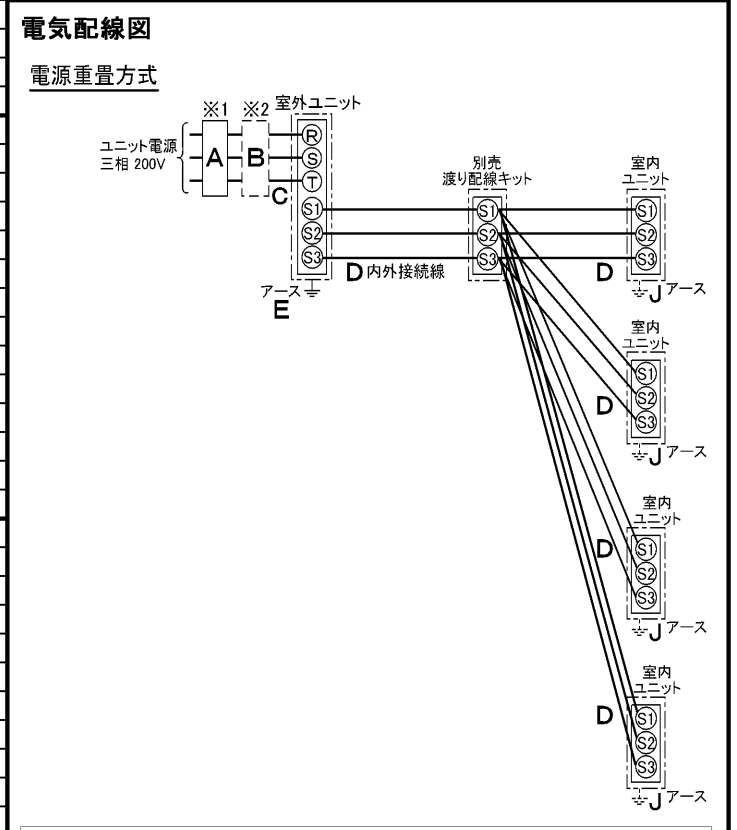 電気配線図
電源重畳方式
※1 ※2 室外ユニット
ユニット電源
三相 200V
A
B
R
S
T
C
S1
S2
S3
アース
E
D 内外接続線
別売
渡り配線キット
S1
S2
S3
室内
ユニット
S1
S2
S3
D
J アース
室内
ユニット
S1
S2
S3
D
J アース
室内
ユニット
S1
S2
S3
D
J アース
室内
ユニット
S1
S2
S3
D
J アース